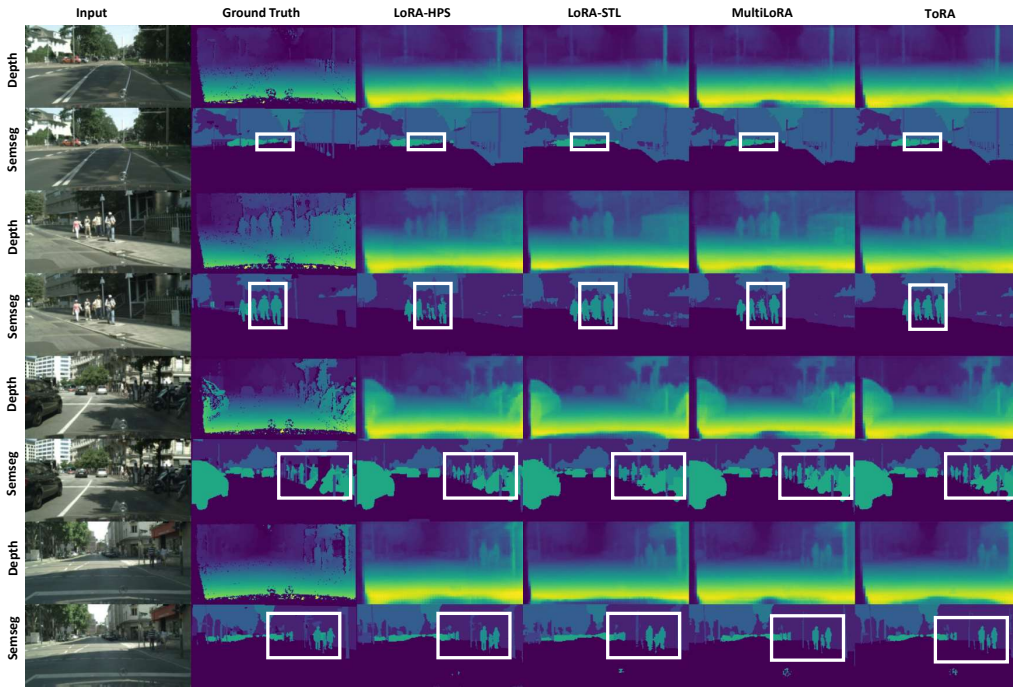 Input Ground Truth LoRA-HPS LoRA-STL MultiLoRA ToRA
Depth
Semseg
Depth
Semseg
Depth
Semseg
Depth
Semseg